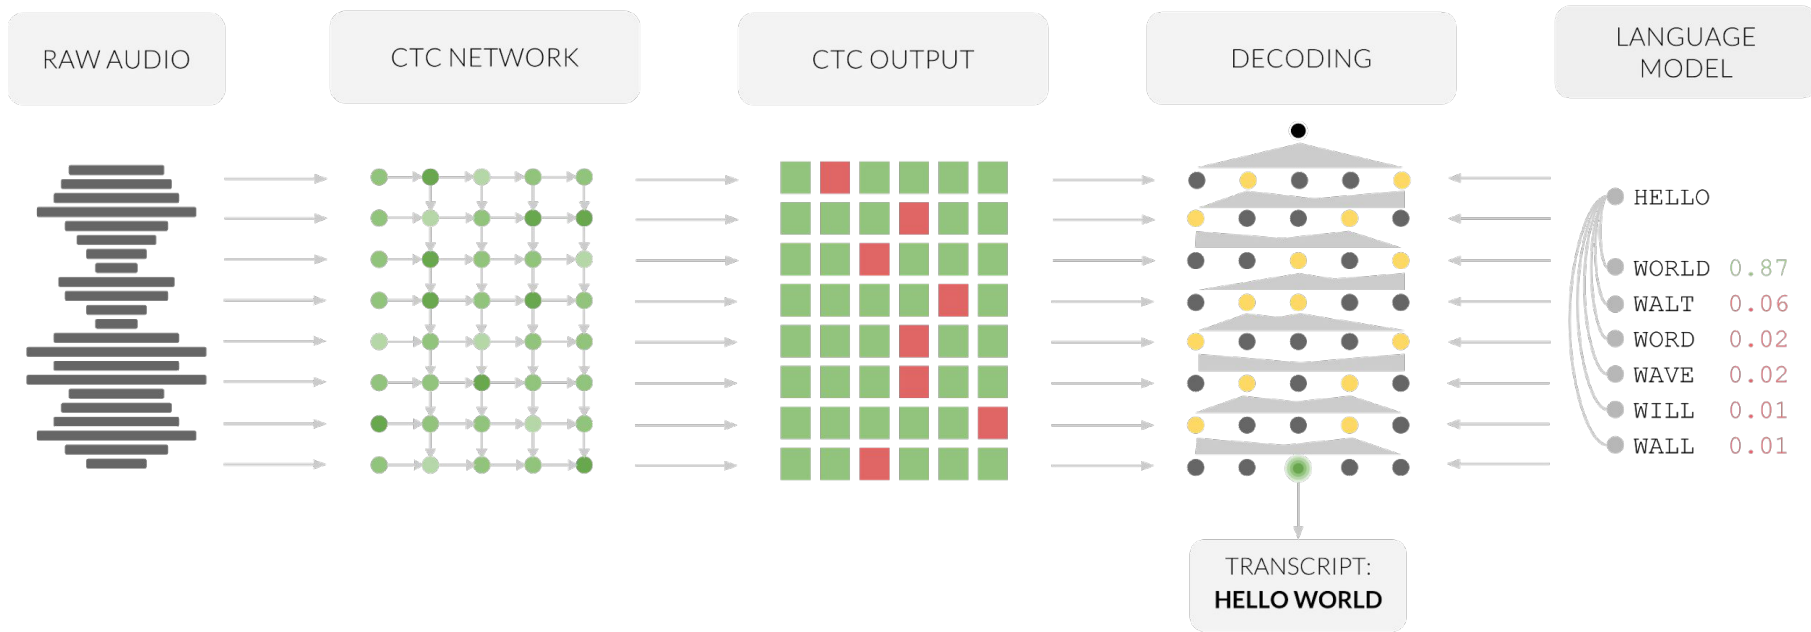 RAW AUDIO
CTC NETWORK
CTC OUTPUT
DECODING
LANGUAGE
MODEL
HELLO
WORLD 0.87
WALT 0.06
WORD 0.02
WAVE 0.02
WILL 0.01
WALL 0.01
TRANSCRIPT:
HELLO WORLD